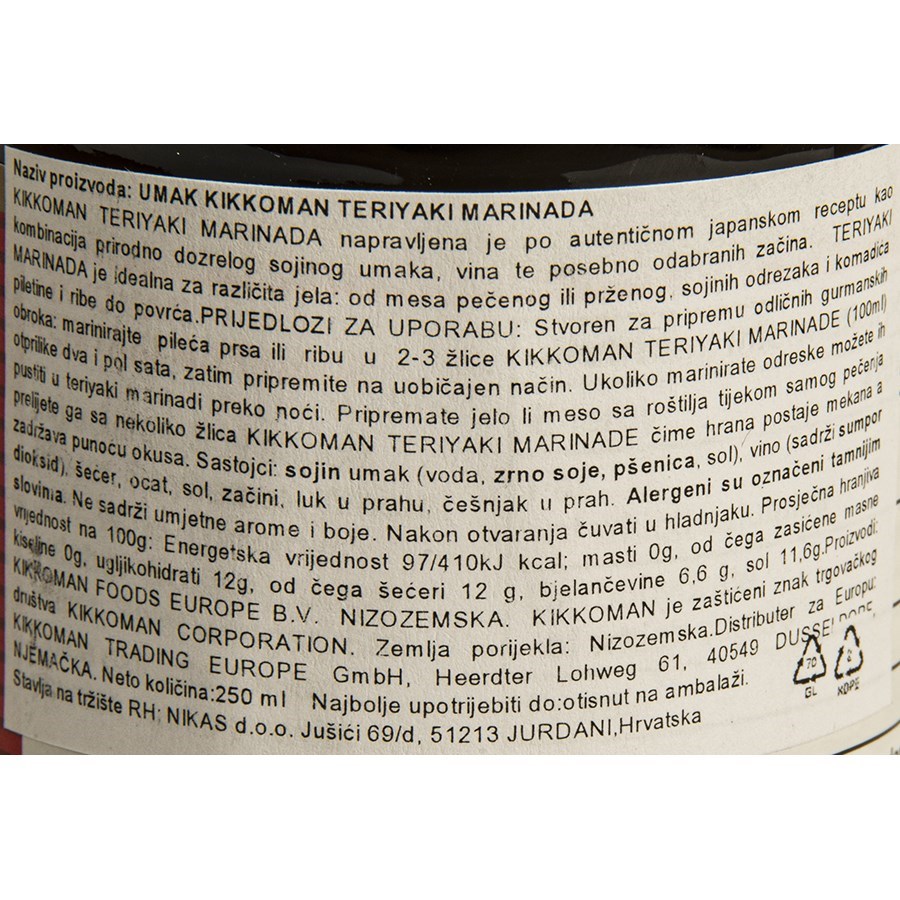 Naziv proizvoda: UMAK KIKKOMAN TERIYAKI MARINADA
KIKKOMAN TERIYAKI MARINADA napravljena je po autentičnom japanskom receptu kao
kombinacija prirodno dozrelog sojinog umaka, vina te posebno odabranih začina. TERIYAKI
MARINADA je idealna za različita jela: od mesa pečenog ili prženog, sojinih odrezaka i komadića
piletine i ribe do povrća.PRIJEDLOZI ZA UPORABU: Stvoren za pripremu odličnih gurmanskih
obroka: marinirajte pileća prsa ili ribu u 2-3 žlice KIKKOMAN TERIYAKI MARINADE (100ml)
otprilike dva i pol sata, zatim pripremite na uobičajen način. Ukoliko marinirate odreske možete ih
pustiti u teriyaki marinadi preko noći. Pripremate jelo li meso sa roštilja tijekom samog pečenja
prelijete ga sa nekoliko žlica KIKKOMAN TERIYAKI MARINADE čime hrana postaje mekana a
zadržava punoću okusa. Sastojci: sojin umak (voda, zrno soje, pšenica, sol), vino (sadrži sumpor
dioksid), šećer, ocat, sol, začini, luk u prahu, češnjak u prah. Alergeni su označeni tamnijim
slovima. Ne sadrži umjetne arome i boje. Nakon otvaranja čuvati u hladnjaku. Prosječna hranjiva
vrijednost na 100g: Energetska vrijednost 97/410kJ kcal; masti 0g, od čega zasićene masne
kiseline 0g, ugljikohidrati 12g, od čega šećeri 12 g, bjelančevine 6,6 g, sol 11,6g.Proizvodi:
KIKKOMAN FOODS EUROPE B.V. NIZOZEMSKA. KIKKOMAN je zaštićeni znak trgovačkog
društva KIKKOMAN CORPORATION. Zemlja porijekla: Nizozemska.Distributer za Europu:
KIKKOMAN TRADING EUROPE GmbH, Heerdter Lohweg 61, 40549 DUSSELDORF,
NJEMAČKA. Neto količina:250 ml Najbolje upotrijebiti do:otisnut na ambalaži.
Stavlja na tržište RH: NIKAS d.o.o. Jušići 69/d, 51213 JURDANI,Hrvatska
70 2
GL HDPE